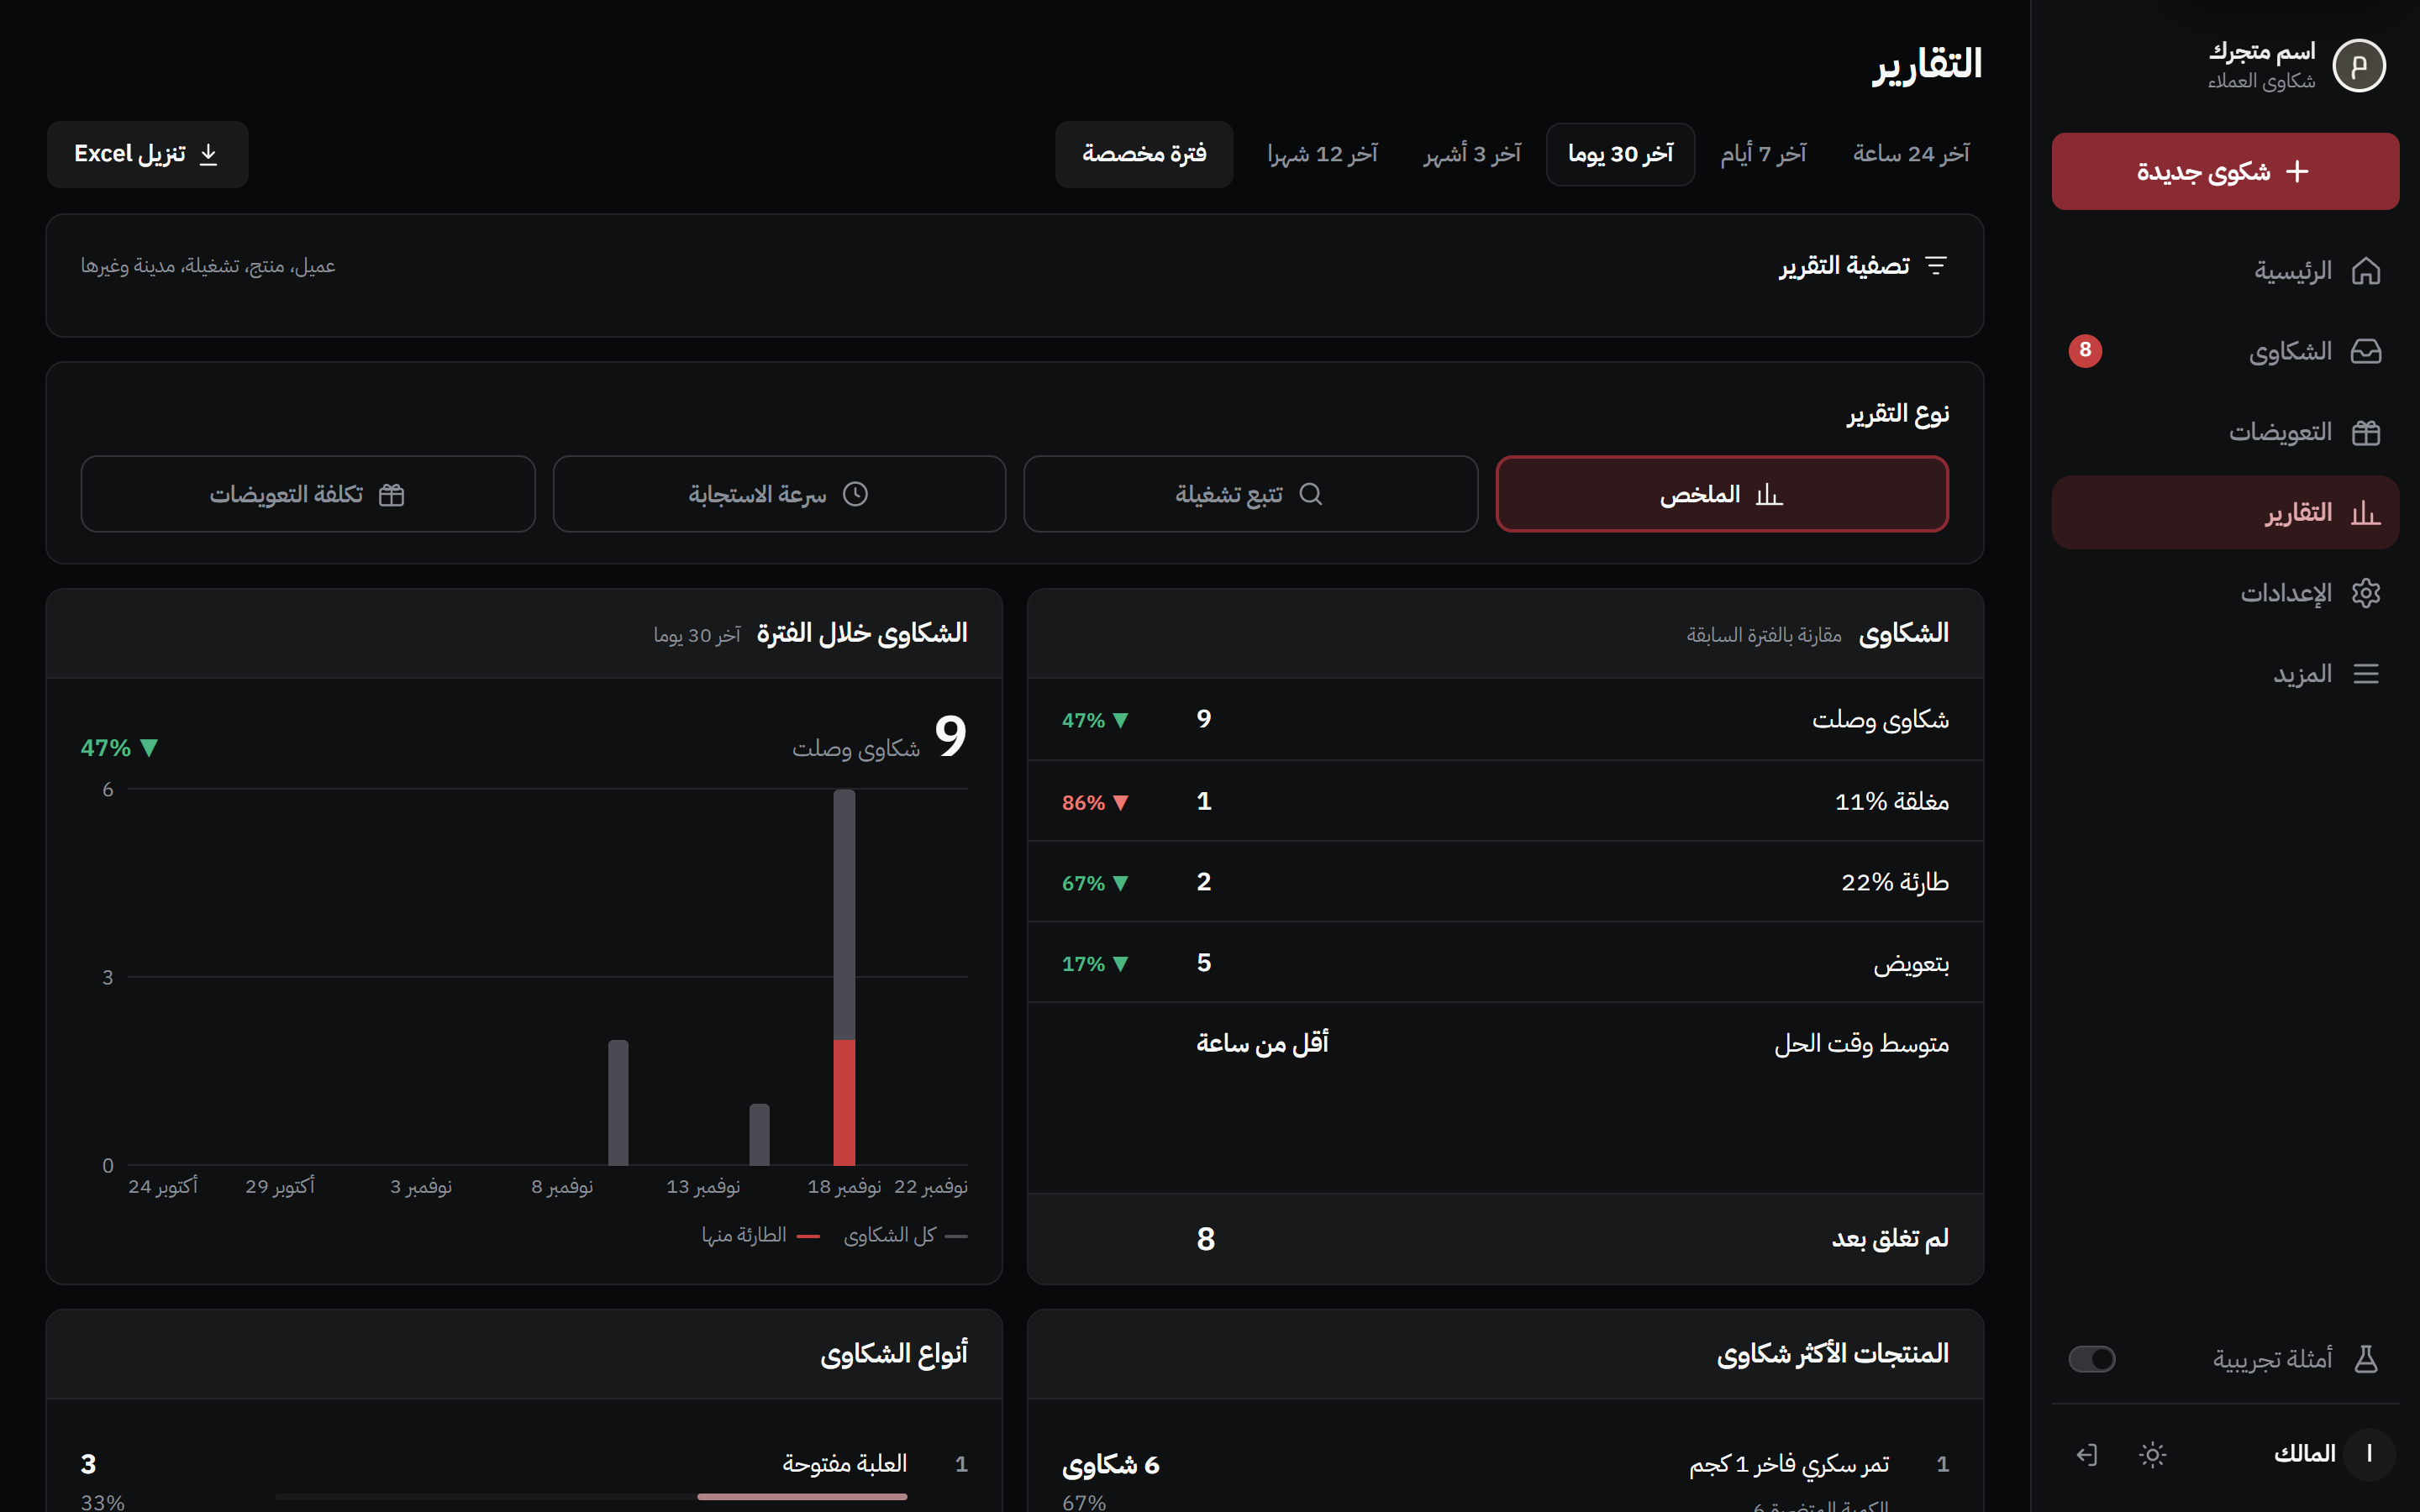 اسم متجرك
شكاوى العملاء
م
شكوى جديدة
الرئيسية
الشكاوى
8
التعويضات
التقارير
الإعدادات
المزيد
أمثلة تجريبية
ا
المالك
التقارير
آخر 24 ساعة
آخر 7 أيام
آخر 30 يوما
آخر 3 أشهر
آخر 12 شهرا
فترة مخصصة
تنزيل Excel
تصفية التقرير
عميل، منتج، تشغيلة، مدينة وغيرها
نوع التقرير
الملخص
تتبع تشغيلة
سرعة الاستجابة
تكلفة التعويضات
الشكاوى مقارنة بالفترة السابقة
شكاوى وصلت 9 ▼ 47%
مغلقة 11% 1 ▼ 86%
طارئة 22% 2 ▼ 67%
بتعويض 5 ▼ 17%
متوسط وقت الحل أقل من ساعة
لم تغلق بعد 8
الشكاوى خلال الفترة آخر 30 يوما
9 شكاوى وصلت ▼ 47%
6
3
0
24 أكتوبر
29 أكتوبر
3 نوفمبر
8 نوفمبر
13 نوفمبر
18 نوفمبر
22 نوفمبر
كل الشكاوى
الطارئة منها
المنتجات الأكثر شكاوى
1 تمر سكري فاخر 1 كجم 6 شكاوى
الكمية المتضررة 6 67%
أنواع الشكاوى
1 العلبة مفتوحة 3
33%